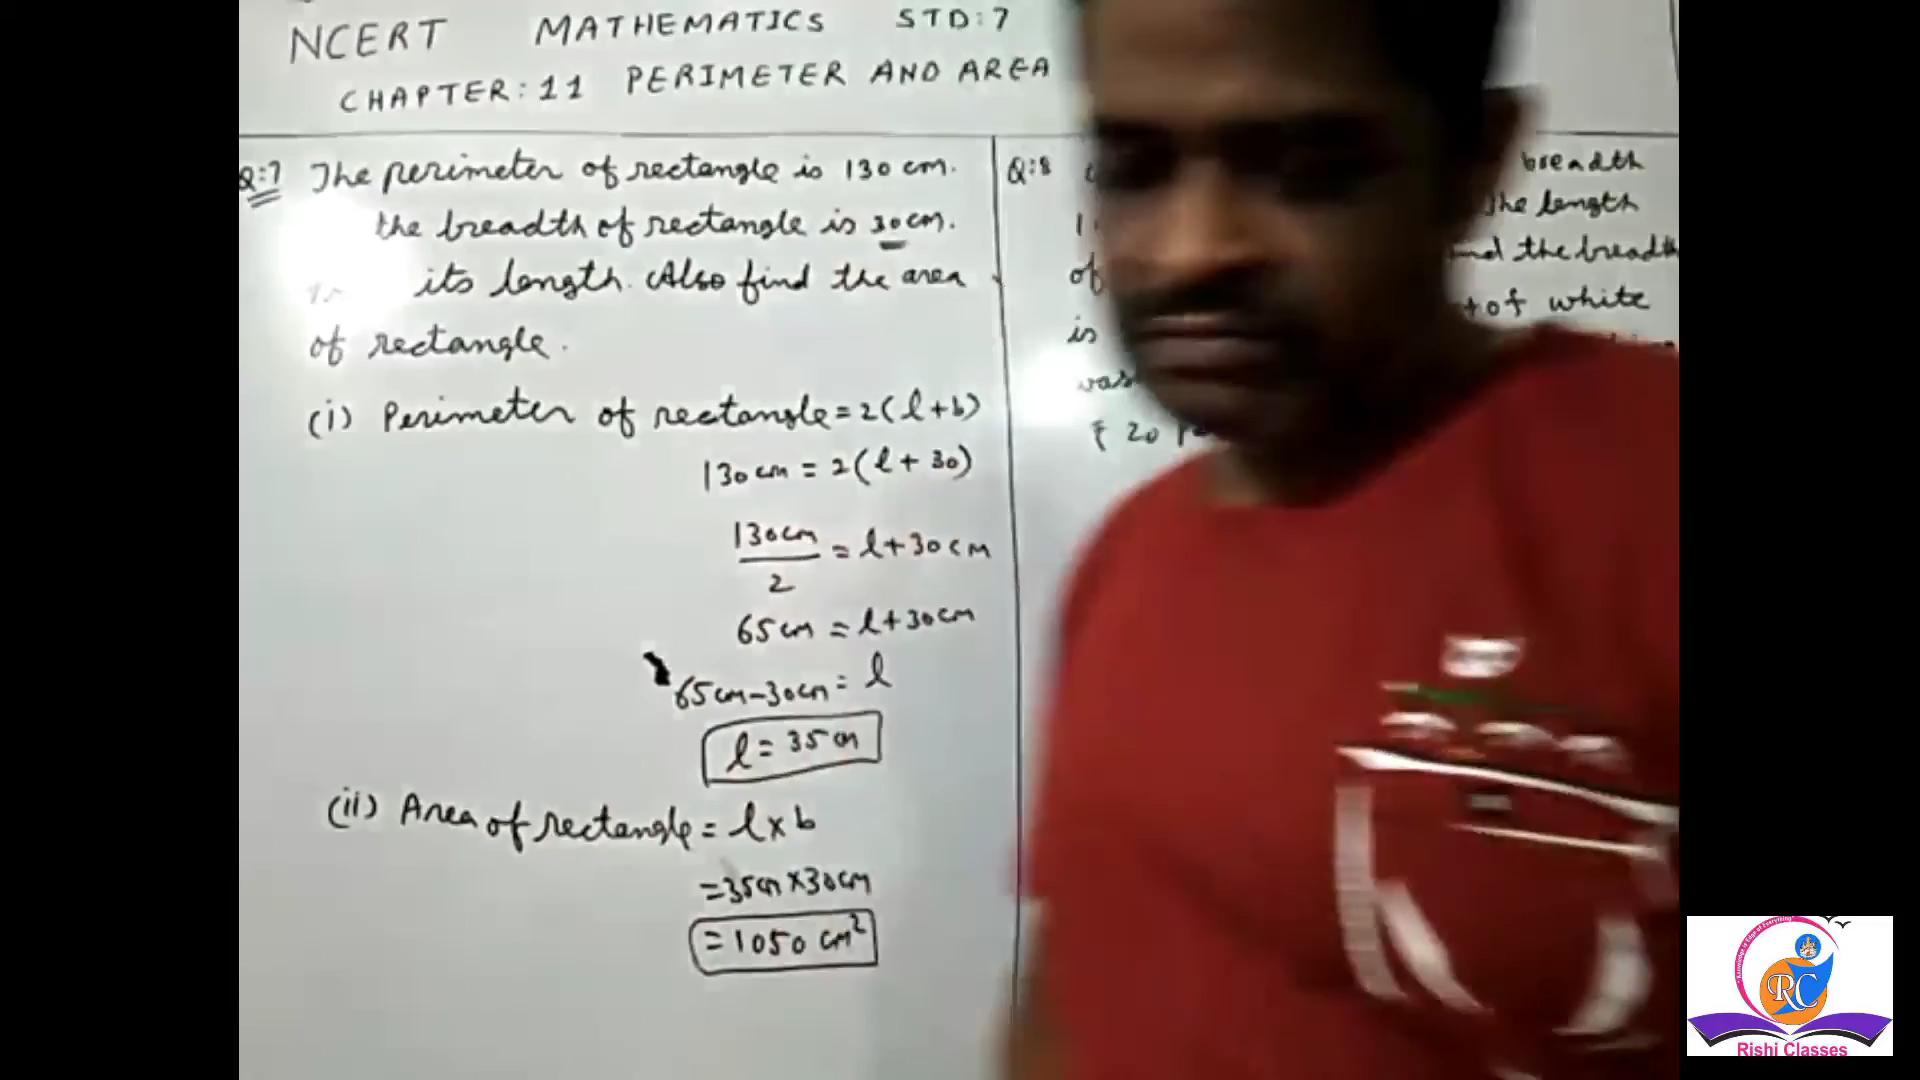 NCERT MATHEMATICS STD:7
CHAPTER:11 PERIMETER AND AREA
Q:7 The perimeter of rectangle is 130 cm.
the breadth of rectangle is 30cm.
its length. Also find the area
of rectangle.
(i) Perimeter of rectangle = 2(l+b)
130cm = 2(l+30)
130cm/2 = l+30cm
65cm = l+30cm
65cm-30cm = l
l = 35cm
(ii) Area of rectangle = l×b
=35cm×30cm
=1050 cm²
Q:8 breadth
The length
of the breadth
of white
is
₹ 20
RC
Rishi Classes